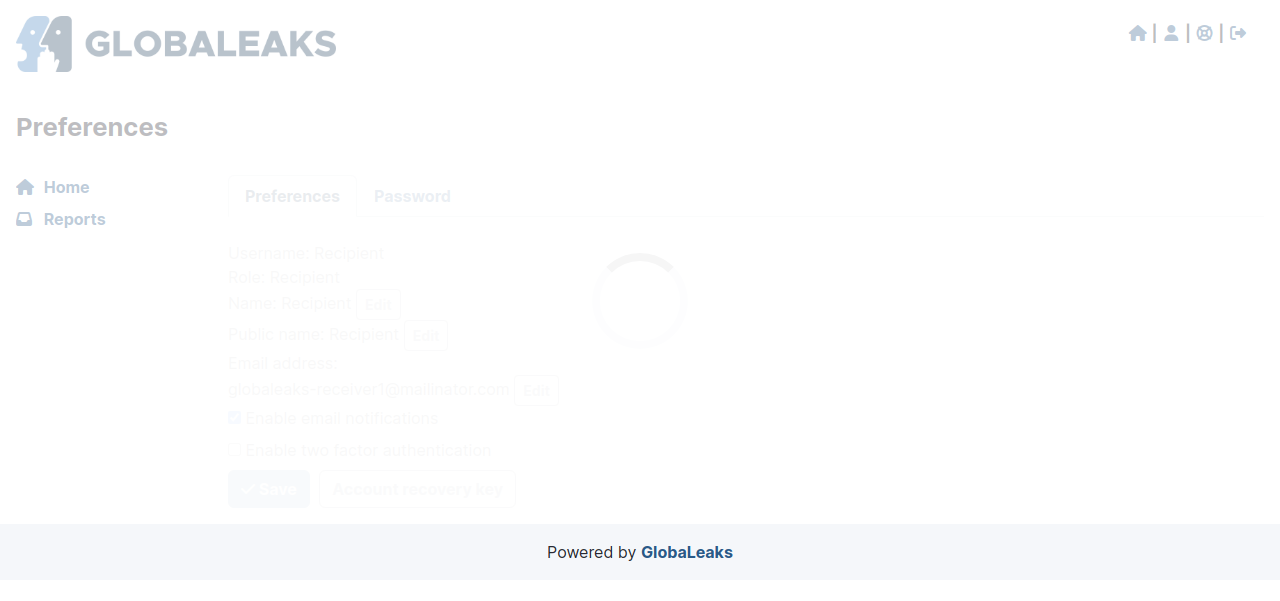 GLOBALEAKS
| | |
Preferences
Home
Reports
Preferences Password
Username: Recipient
Role: Recipient
Name: Recipient Edit
Public name: Recipient Edit
Email address:
globaleaks-receiver1@mailinator.com Edit
Enable email notifications
Enable two factor authentication
Save Account recovery key
Powered by GlobaLeaks